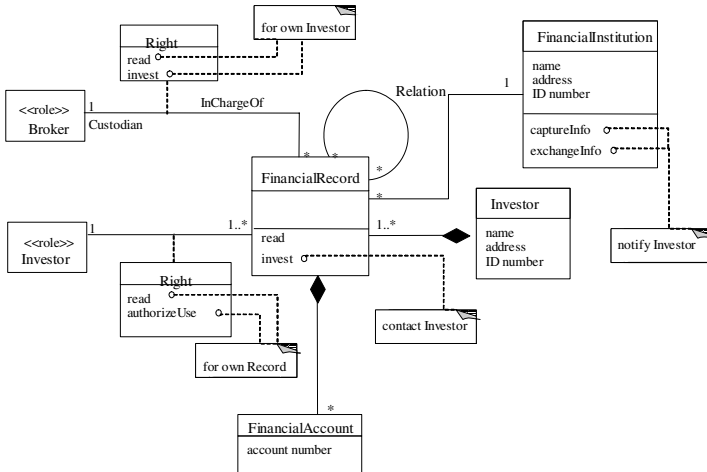 Right
read
invest
for own Investor
FinancialInstitution
name
address
ID number
captureInfo
exchangeInfo
notify Investor
<<role>>
Broker
1
Custodian
InChargeOf
*
*
Relation
*
1
*
FinancialRecord
read
invest
1..*
Investor
name
address
ID number
<<role>>
Investor
1
1..*
Right
read
authorizeUse
for own Record
contact Investor
*
FinancialAccount
account number